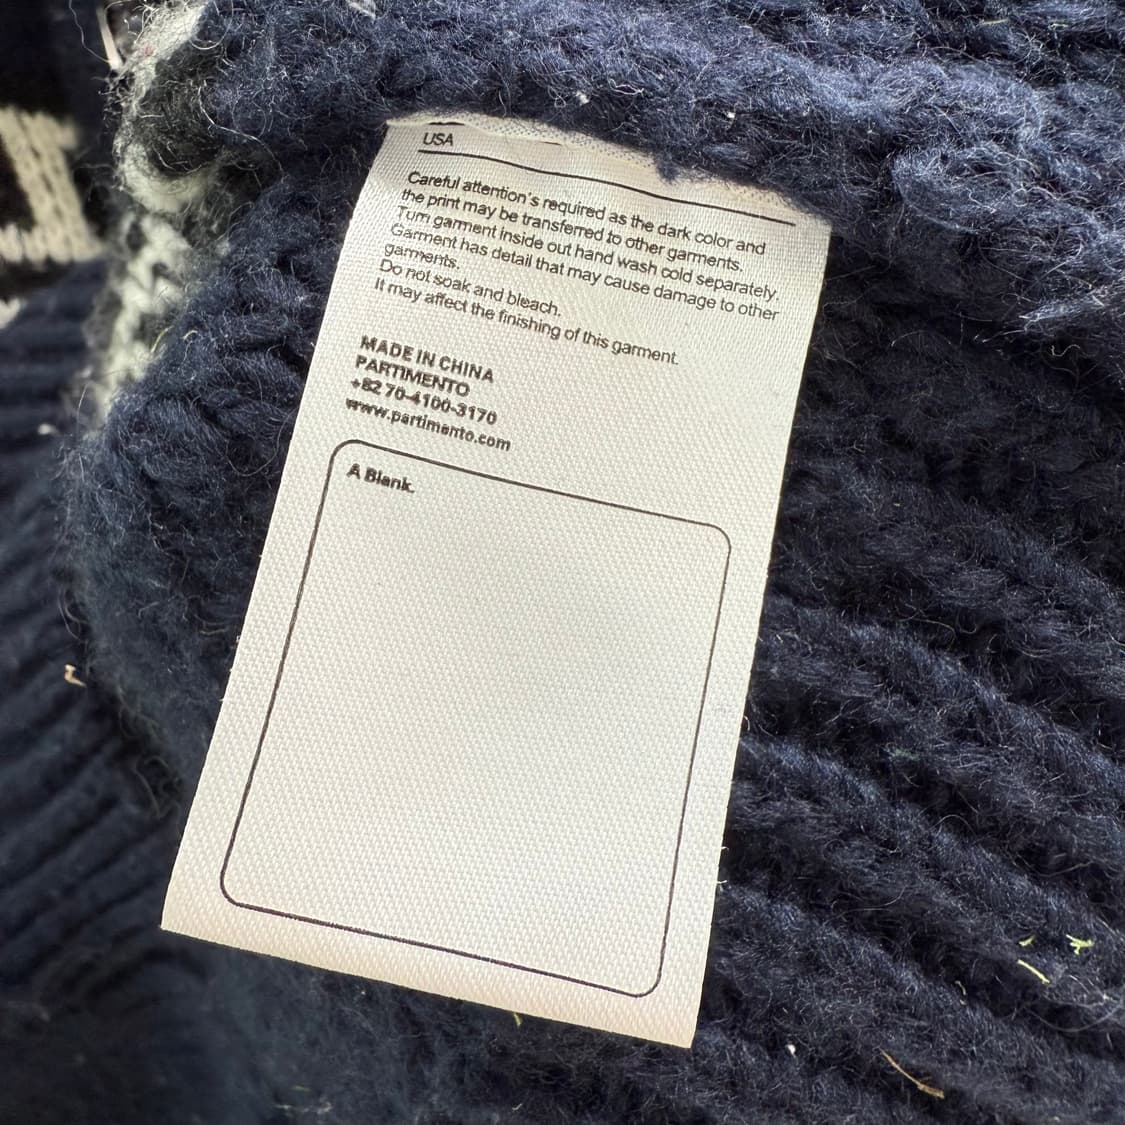 USA
Careful attention's required as the dark color and
the print may be transferred to other garments.
Turn garment inside out hand wash cold separately.
Garment has detail that may cause damage to other
garments.
Do not soak and bleach.
It may affect the finishing of this garment.
MADE IN CHINA
PARTIMENTO
+82 70-4100-3170
www.partimento.com
A Blank.